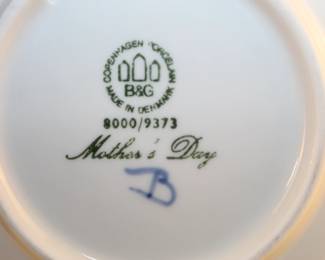 COPENHAGEN PORCELAIN
B&G
MADE IN DENMARK
8000/9373
Mother's Day
B